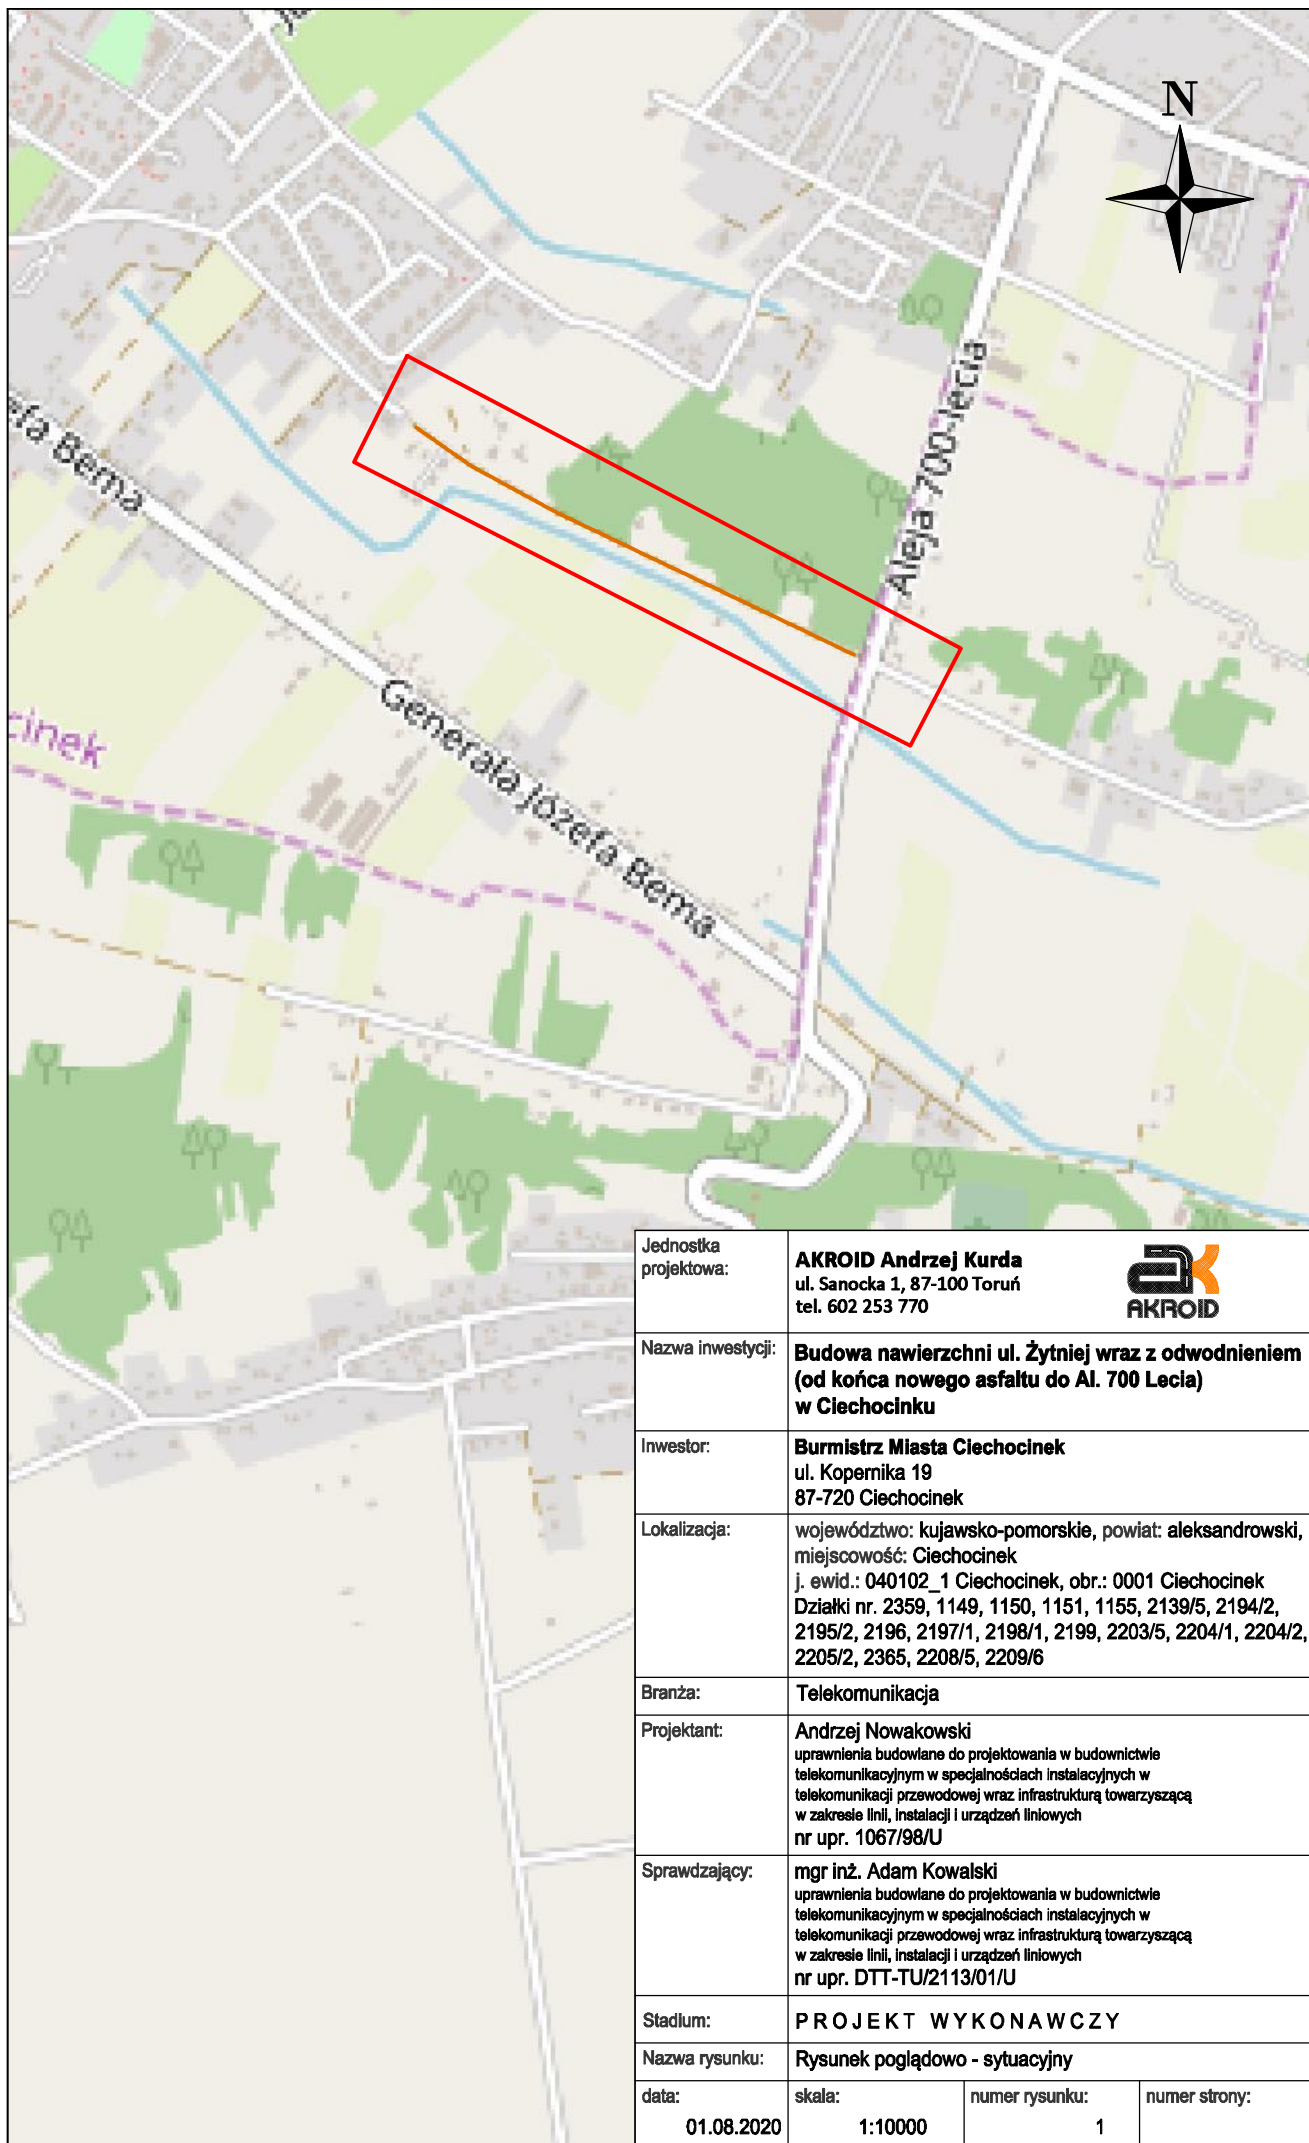 N
efa Bema
Aleja 700-lecia
Generała Józefa Bema
cinek
Jednostka
projektowa:
AKROID Andrzej Kurda
ul. Sanocka 1, 87-100 Toruń
tel. 602 253 770
AKROID
Nazwa inwestycji:
Budowa nawierzchni ul. Żytniej wraz z odwodnieniem
(od końca nowego asfaltu do Al. 700 Lecia)
w Ciechocinku
Inwestor:
Burmistrz Miasta Ciechocinek
ul. Kopernika 19
87-720 Ciechocinek
Lokalizacja:
województwo: kujawsko-pomorskie, powiat: aleksandrowski,
miejscowość: Ciechocinek
j. ewid.: 040102_1 Ciechocinek, obr.: 0001 Ciechocinek
Działki nr. 2359, 1149, 1150, 1151, 1155, 2139/5, 2194/2,
2195/2, 2196, 2197/1, 2198/1, 2199, 2203/5, 2204/1, 2204/2,
2205/2, 2365, 2208/5, 2209/6
Branża:
Telekomunikacja
Projektant:
Andrzej Nowakowski
uprawnienia budowlane do projektowania w budownictwie
telekomunikacyjnym w specjalnościach instalacyjnych w
telekomunikacji przewodowej wraz infrastrukturą towarzyszącą
w zakresie linii, instalacji i urządzeń liniowych
nr upr. 1067/98/U
Sprawdzający:
mgr inż. Adam Kowalski
uprawnienia budowlane do projektowania w budownictwie
telekomunikacyjnym w specjalnościach instalacyjnych w
telekomunikacji przewodowej wraz infrastrukturą towarzyszącą
w zakresie linii, instalacji i urządzeń liniowych
nr upr. DTT-TU/2113/01/U
Stadium:
PROJEKT WYKONAWCZY
Nazwa rysunku:
Rysunek poglądowo - sytuacyjny
data:
01.08.2020
skala:
1:10000
numer rysunku:
1
numer strony: